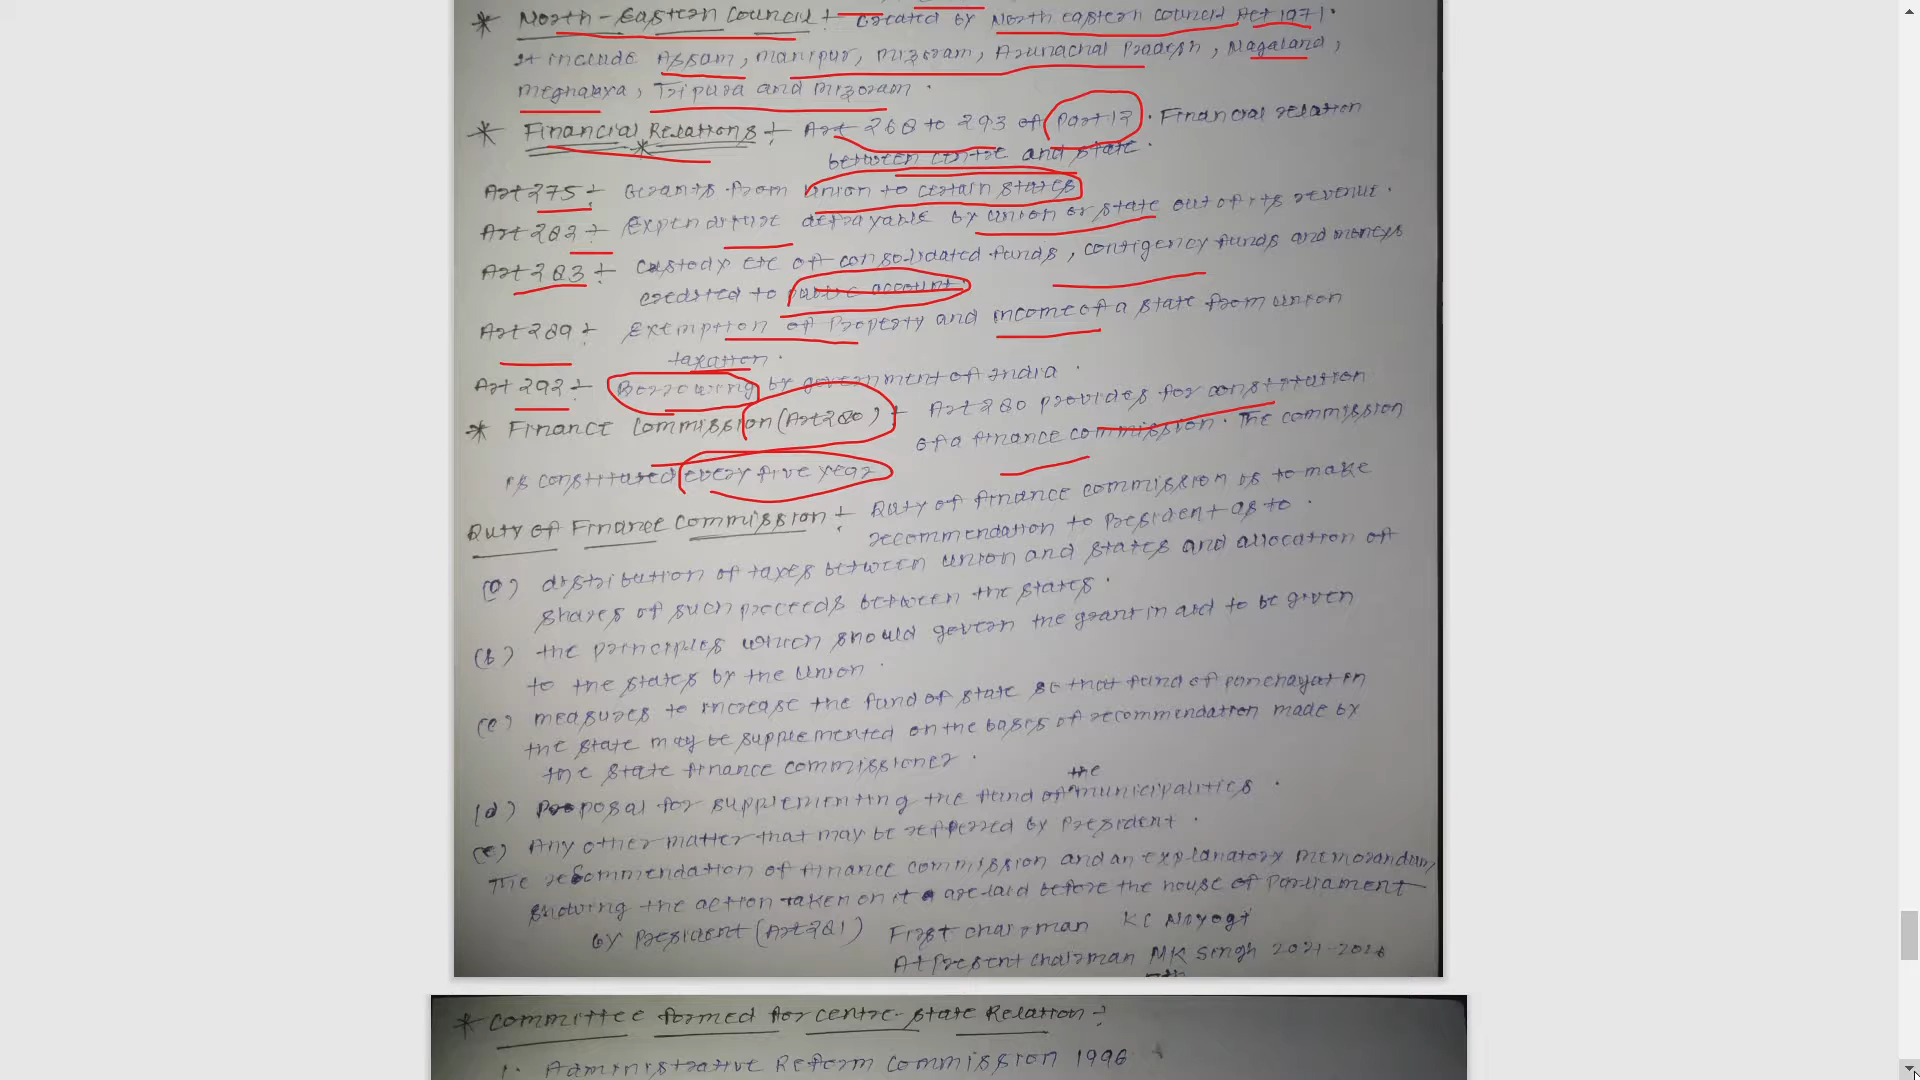 * North-Eastern Council ÷ Created by North eastern council Act 1971.
It include Assam, Manipur, Mizoram, Arunachal Pradesh, Nagaland,
Meghalaya, Tripura and Mizoram.
* Financial Relations ÷ Art 268 to 293 of Part 12. Financial relation
between centre and state.
Art 275 ÷ Grants from union to certain states
Art 282 ÷ Expenditure defrayable by union or state out of its revenue.
Art 283 ÷ Custody etc of consolidated funds, contigency funds and moneys
credited to public account.
Art 289 ÷ Exemption of Property and income of a state from union
taxation.
Art 292 ÷ Borrowing by government of India.
* Finance Commission (Art 280) ÷ Art 280 provides for constitution
of a finance commission. The commission
is constituted every five year
Duty of Finance Commission ÷ Duty of finance commission is to make
recommendation to President as to.
(a) distribution of taxes between union and states and allocation of
shares of such proceeds between the states.
(b) the principles which should govern the grant in aid to be given
to the states by the Union.
(c) measures to increase the fund of state so that fund of panchayat in
the state may be supplemented on the bases of recommendation made by
the state finance commissioner.
(d) Proposal for supplementing the fund of the municipalities.
(e) Any other matter that may be referred by President.
The recommendation of finance commission and an explanatory memorandum
showing the action taken on it are laid before the house of Parliament
by President (Art 281) First chairman KC Niyogi
At present chairman NK Singh 2021-2026
* Committee formed for centre-state Relation ÷
1. Administrative Reform Commission 1966